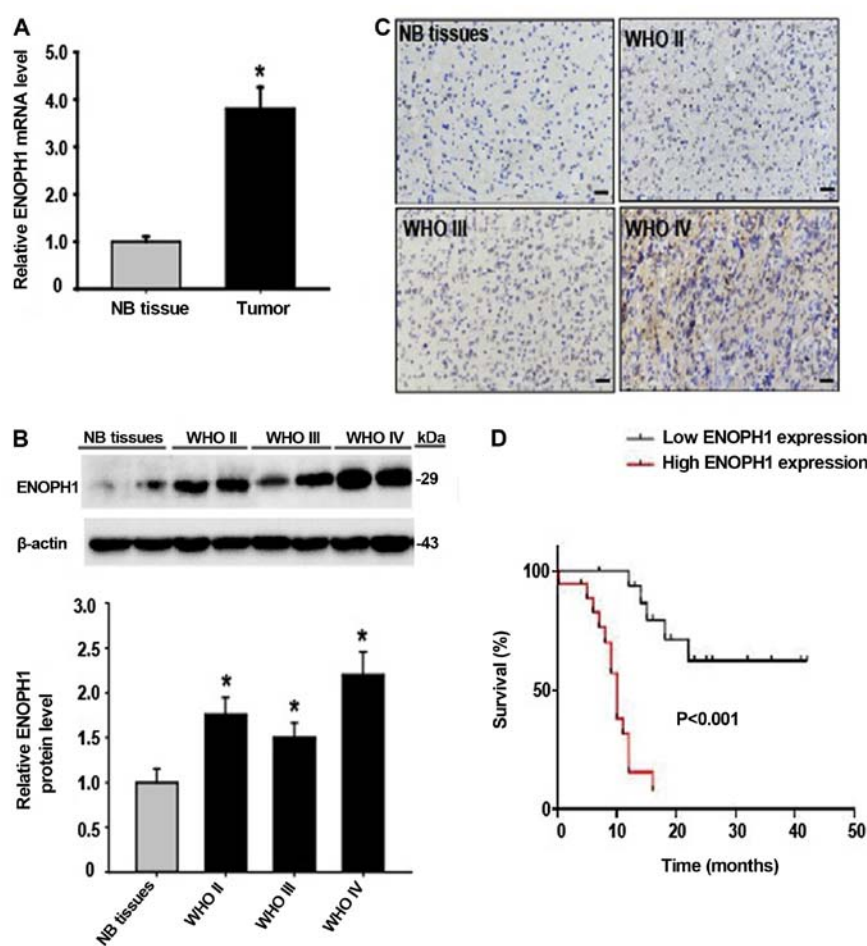 A
Relative ENOPH1 mRNA level
5.0
4.0
3.0
2.0
1.0
0
*
NB tissue Tumor
C
NB tissues
WHO II
WHO III
WHO IV
B
NB tissues WHO II WHO III WHO IV kDa
ENOPH1 -29
β-actin -43
Relative ENOPH1
protein level
3.0
2.5
2.0
1.5
1.0
0.5
0
* * *
NB tissues WHO II WHO III WHO IV
D
Low ENOPH1 expression
High ENOPH1 expression
Survival (%)
100
50
0
P<0.001
0 10 20 30 40 50
Time (months)